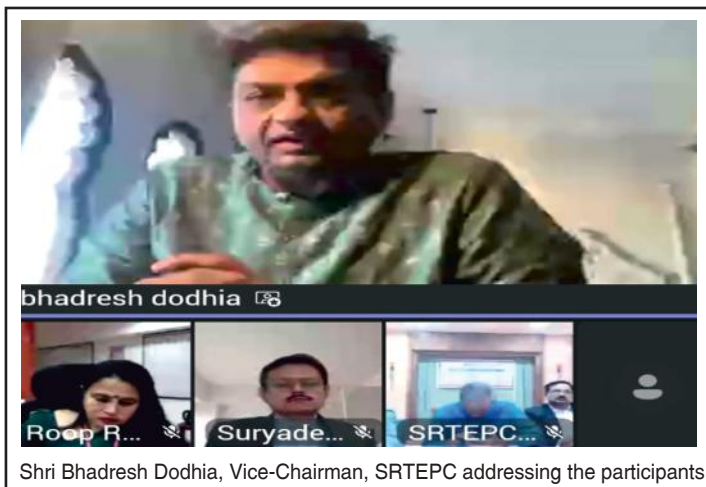 bhadresh dodhia
Roop R...
Suryade...
SRTEPC...
Shri Bhadresh Dodhia, Vice-Chairman, SRTEPC addressing the participants